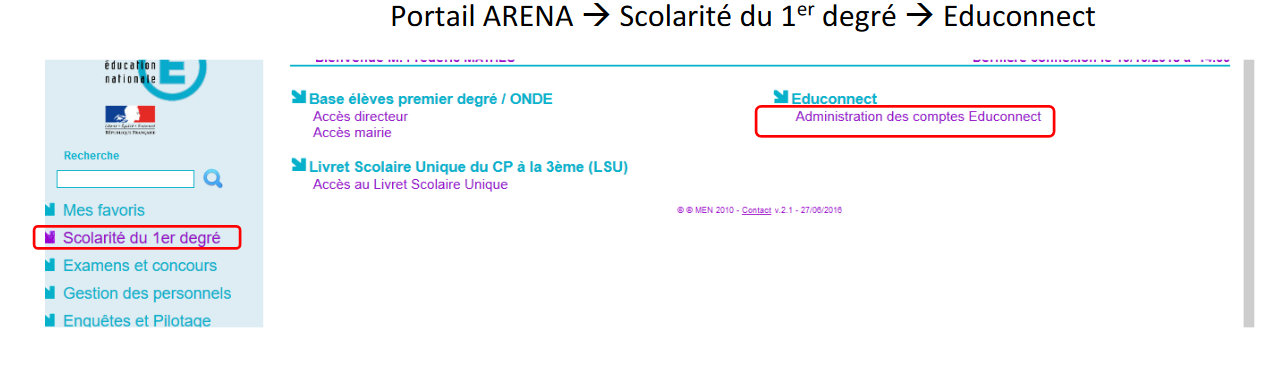 Portail ARENA → Scolarité du 1er degré → Educonnect
éducation
nationale
Recherche
Mes favoris
Scolarité du 1er degré
Examens et concours
Gestion des personnels
Enquêtes et Pilotage
Base élèves premier degré / ONDE
Accès directeur
Accès mairie
Livret Scolaire Unique du CP à la 3ème (LSU)
Accès au Livret Scolaire Unique
Educonnect
Administration des comptes Educonnect
© © MEN 2010 - Contact v.2.1 - 27/06/2016